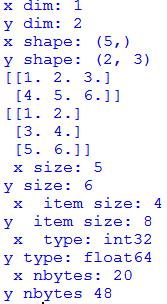 x dim: 1
y dim: 2
x shape: (5,)
y shape: (2, 3)
[[1. 2. 3.]
 [4. 5. 6.]]
[[1. 2.]
 [3. 4.]
 [5. 6.]]
 x size: 5
y size: 6
 x  item size: 4
y  item size: 8
 x  type: int32
y type: float64
 x nbytes: 20
y nbytes 48